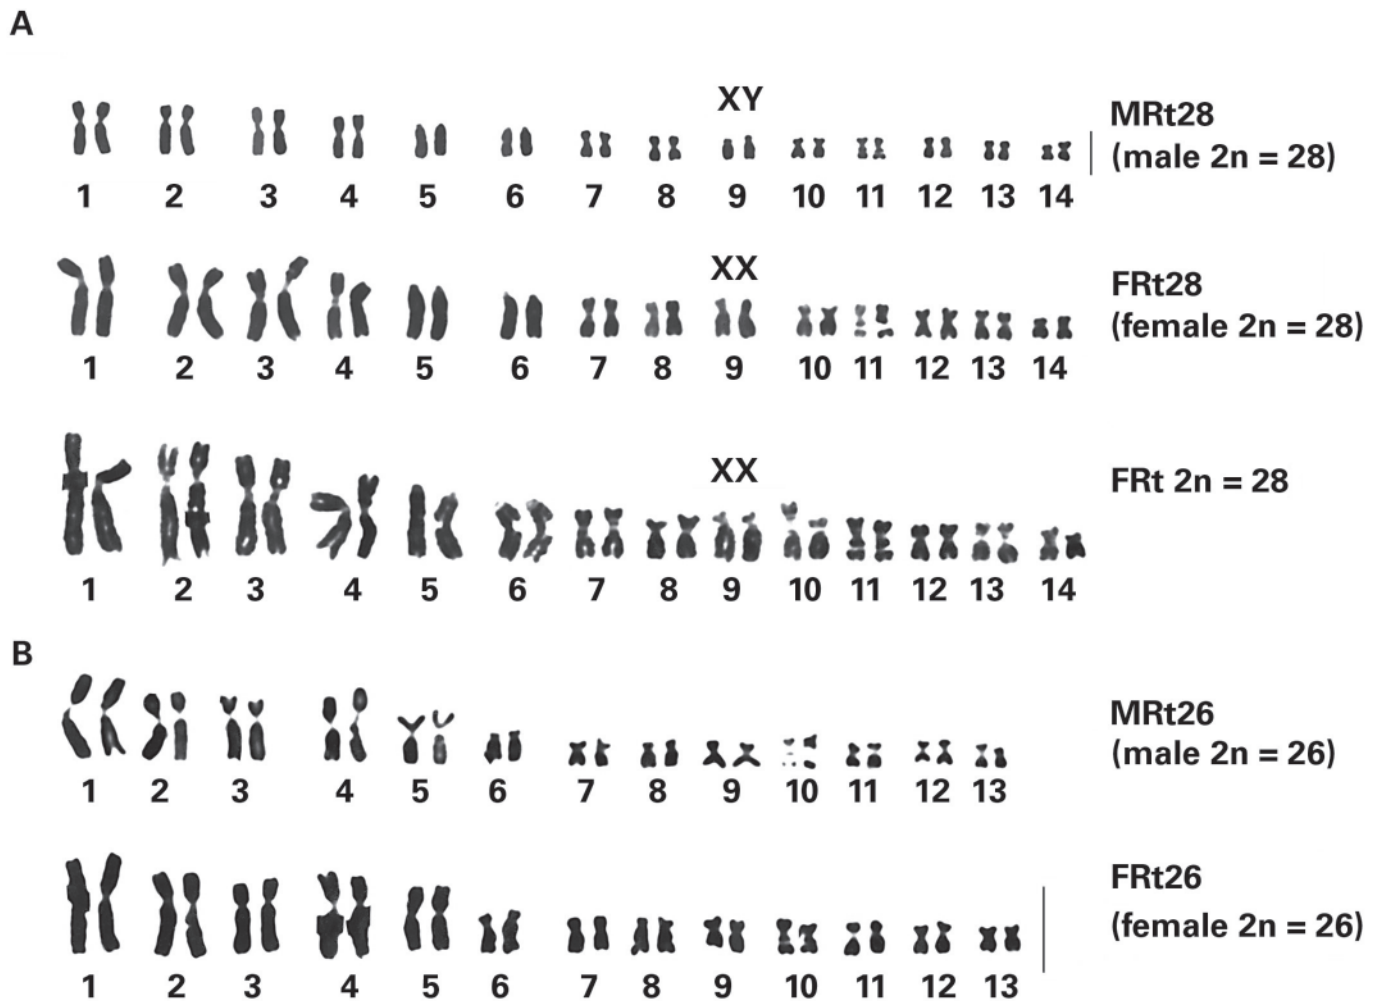 A
XY
MRt28
(male 2n = 28)
1 2 3 4 5 6 7 8 9 10 11 12 13 14
XX
FRt28
(female 2n = 28)
1 2 3 4 5 6 7 8 9 10 11 12 13 14
XX
FRt 2n = 28
1 2 3 4 5 6 7 8 9 10 11 12 13 14
B
MRt26
(male 2n = 26)
1 2 3 4 5 6 7 8 9 10 11 12 13
FRt26
(female 2n = 26)
1 2 3 4 5 6 7 8 9 10 11 12 13